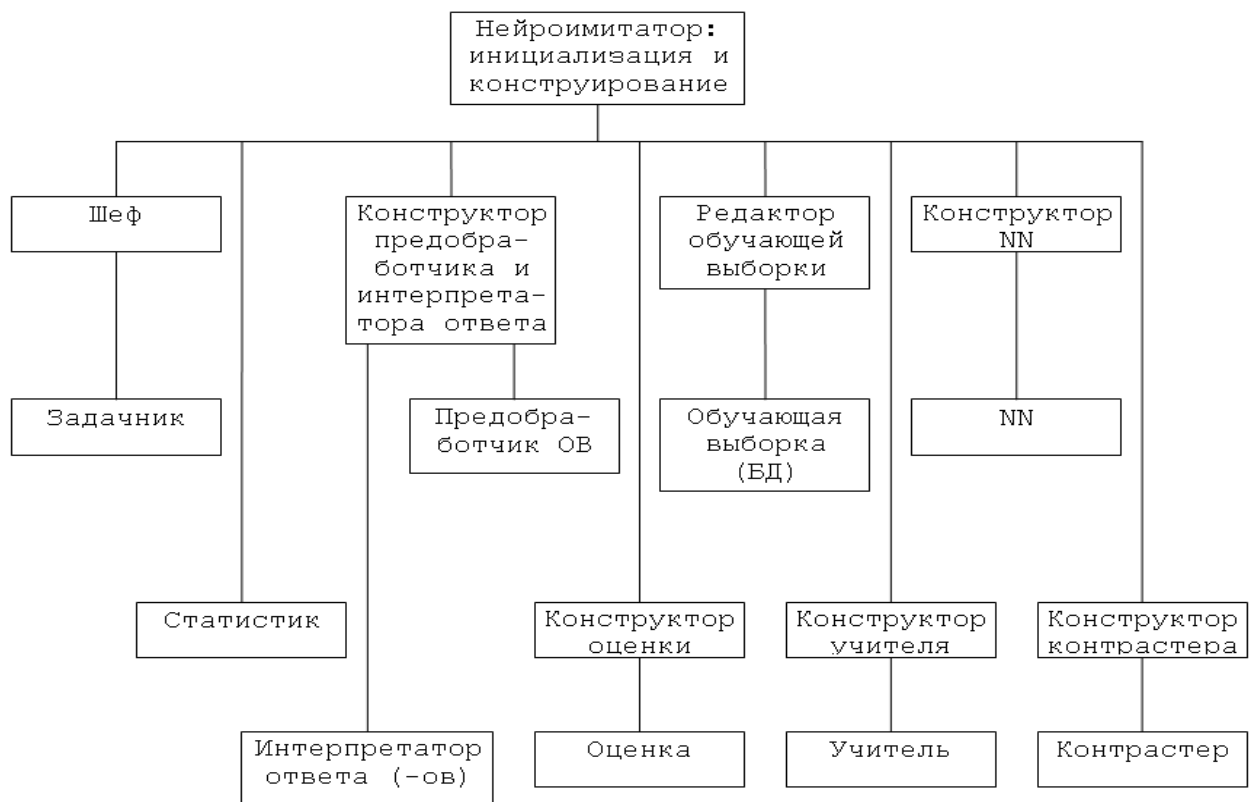 Нейроимитатор:
инициализация и
конструирование
Шеф
Конструктор
предобра-
ботчика и
интерпрета-
тора ответа
Редактор
обучающей
выборки
Конструктор
NN
Задачник
Предобра-
ботчик ОВ
Обучающая
выборка
(БД)
NN
Статистик
Конструктор
оценки
Конструктор
учителя
Конструктор
контрастера
Интерпретатор
ответа (-ов)
Оценка
Учитель
Контрастер